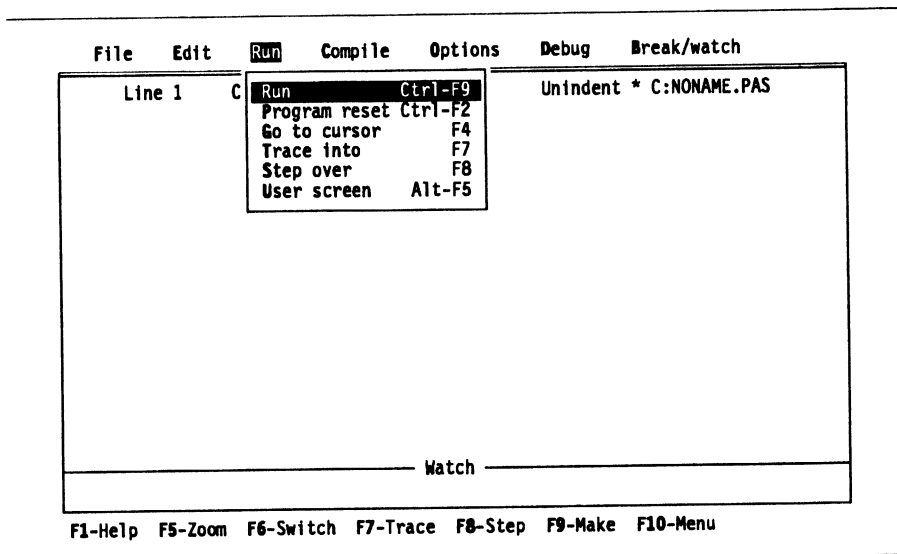 File Edit Run Compile Options Debug Break/watch
Line 1 C Unindent * C:NONAME.PAS
Run Ctrl-F9
Program reset Ctrl-F2
Go to cursor F4
Trace into F7
Step over F8
User screen Alt-F5
Watch
F1-Help F5-Zoom F6-Switch F7-Trace F8-Step F9-Make F10-Menu